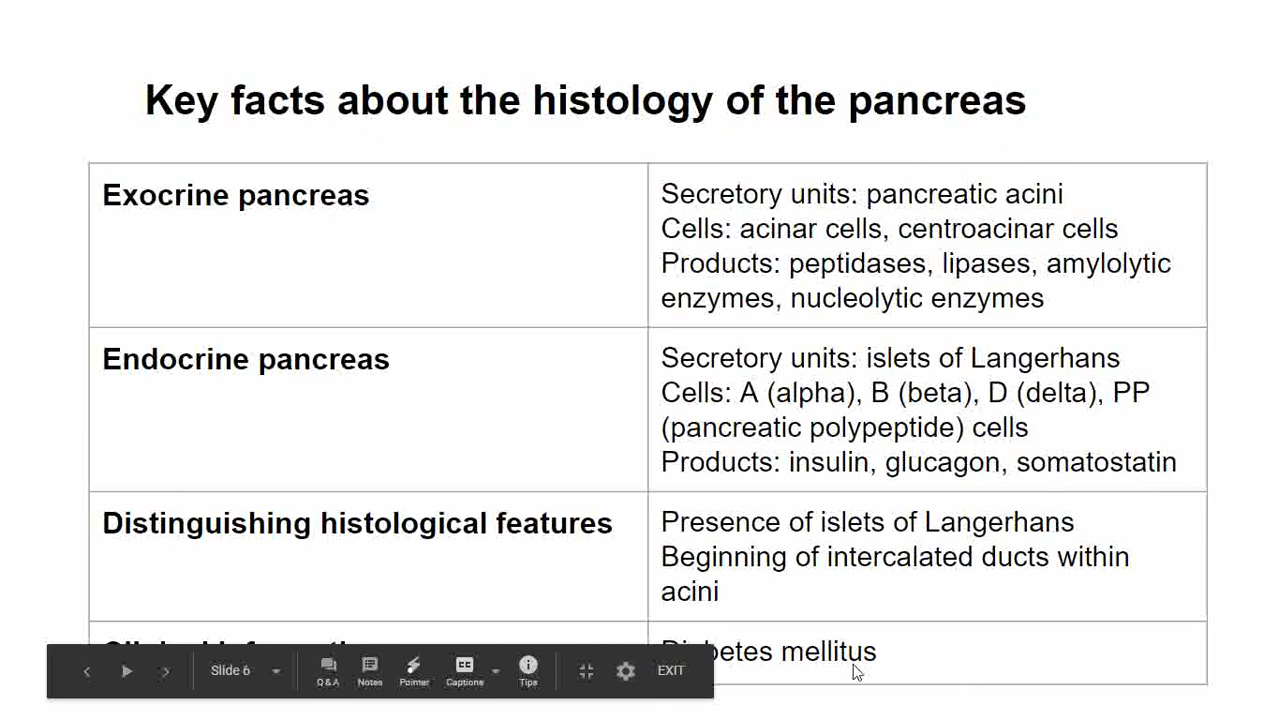 Key facts about the histology of the pancreas
Exocrine pancreas
Secretory units: pancreatic acini
Cells: acinar cells, centroacinar cells
Products: peptidases, lipases, amylolytic
enzymes, nucleolytic enzymes
Endocrine pancreas
Secretory units: islets of Langerhans
Cells: A (alpha), B (beta), D (delta), PP
(pancreatic polypeptide) cells
Products: insulin, glucagon, somatostatin
Distinguishing histological features
Presence of islets of Langerhans
Beginning of intercalated ducts within
acini
Diabetes mellitus
Slide 6
Q & A
Notes
Pointer
CC
Captions
Tips
EXIT